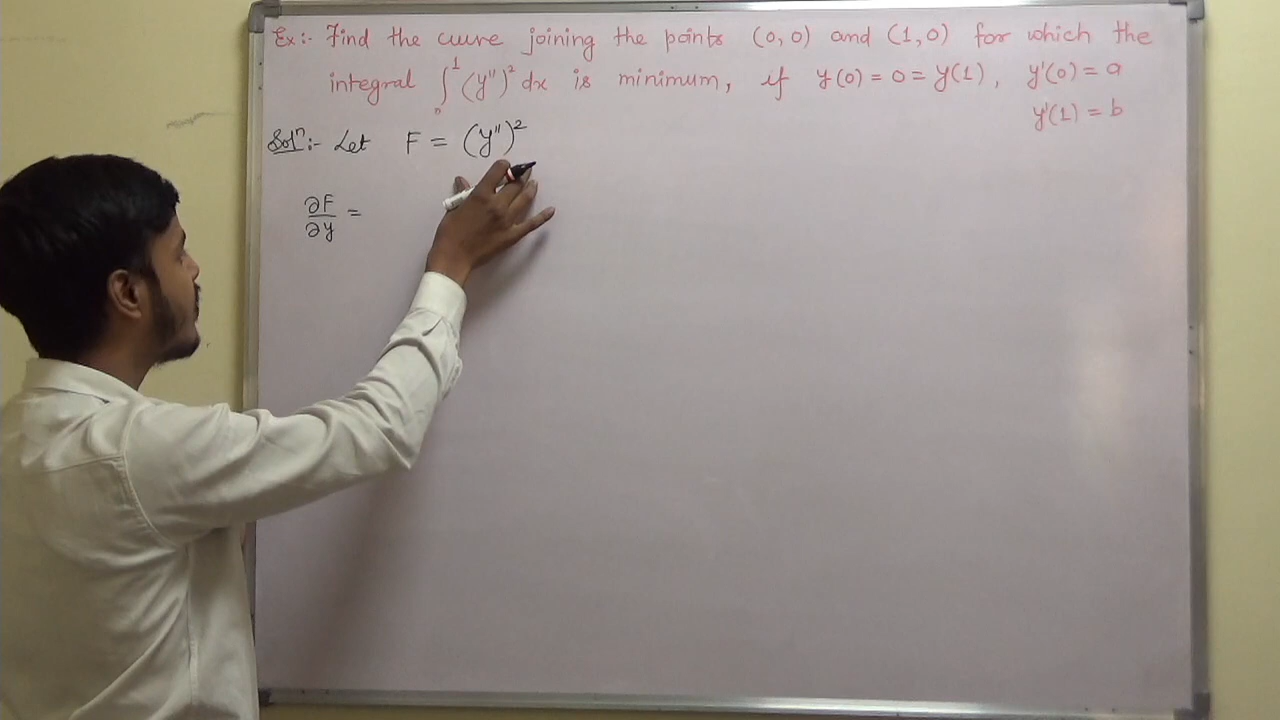 Ex:- Find the curve joining the points (0, 0) and (1, 0) for which the
integral ∫₀¹ (y″)² dx is minimum, if y(0) = 0 = y(1), y′(0) = a
y′(1) = b
Solⁿ:- Let F = (y″)²
∂F/∂y =